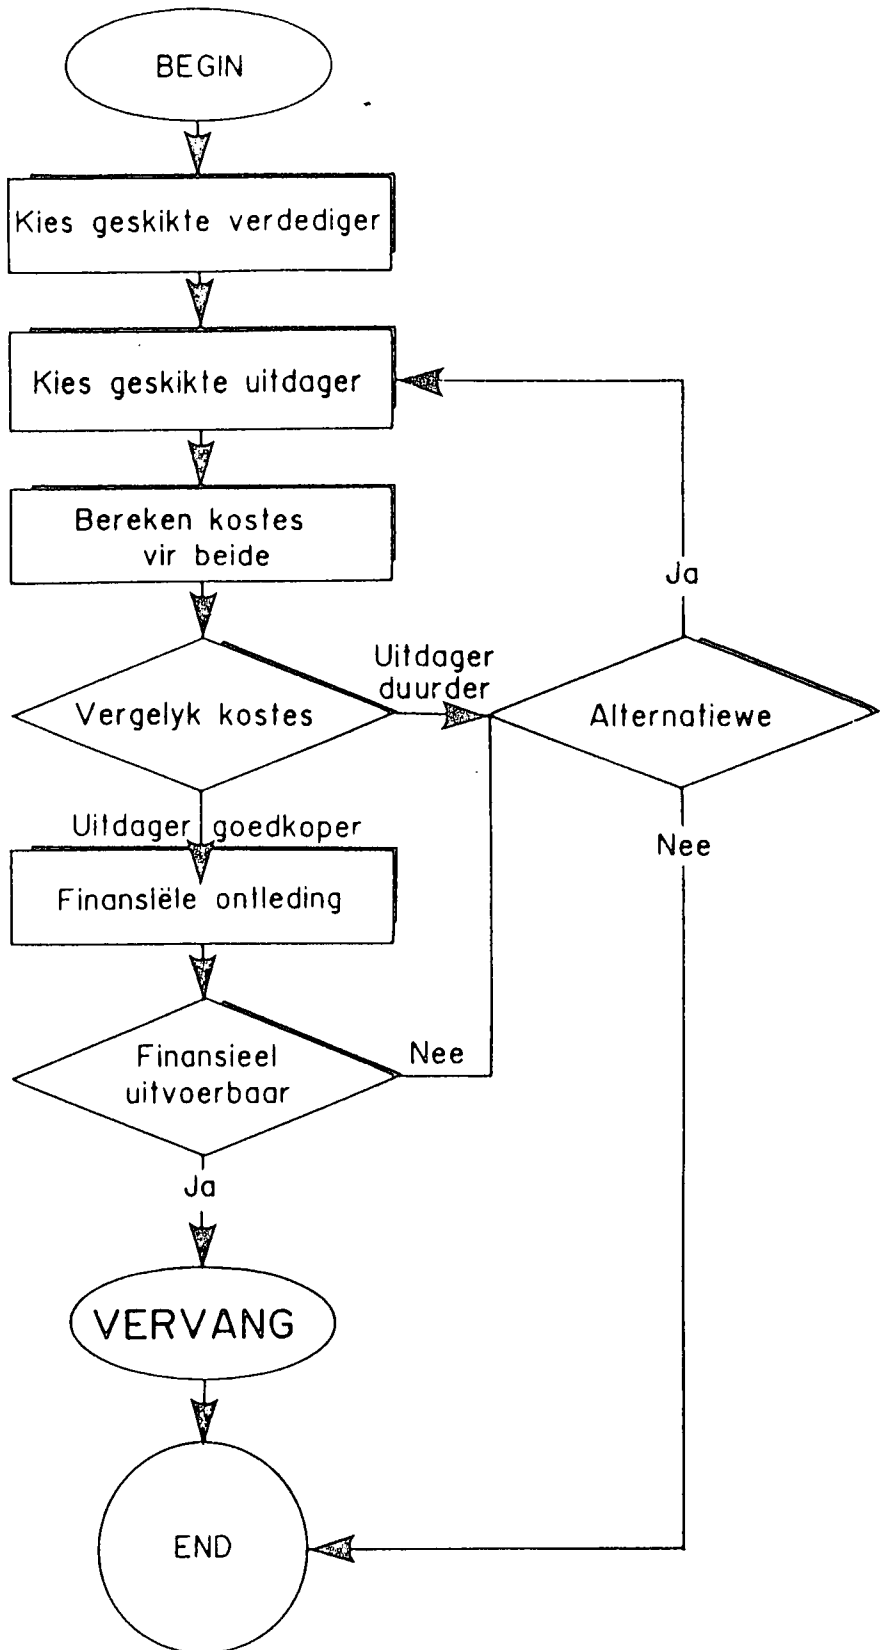 BEGIN
Kies geskikte verdediger
Kies geskikte uitdager
Bereken kostes
vir beide
Ja
Uitdager
duurder
Vergelyk kostes
Alternatiewe
Uitdager goedkoper
Nee
Finansiële ontleding
Finansieel
uitvoerbaar
Nee
Ja
VERVANG
END